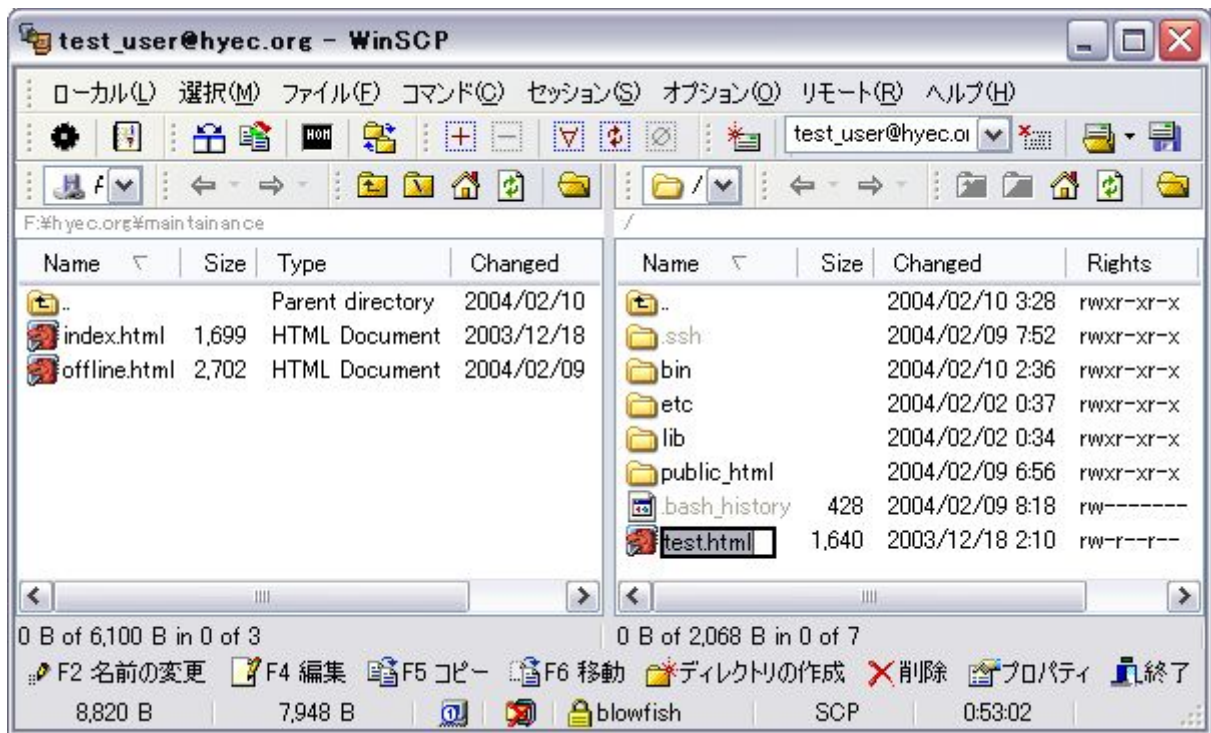 test_user@hyec.org - WinSCP
ローカル(L) 選択(M) ファイル(F) コマンド(C) セッション(S) オプション(O) リモート(R) ヘルプ(H)
test_user@hyec.or
F:¥hyec.org¥maintainance
Name Size Type Changed
.. Parent directory 2004/02/10
index.html 1,699 HTML Document 2003/12/18
offline.html 2,702 HTML Document 2004/02/09
0 B of 6,100 B in 0 of 3
/
/
Name Size Changed Rights
.. 2004/02/10 3:28 rwxr-xr-x
.ssh 2004/02/09 7:52 rwxr-xr-x
bin 2004/02/10 2:36 rwxr-xr-x
etc 2004/02/02 0:37 rwxr-xr-x
lib 2004/02/02 0:34 rwxr-xr-x
public_html 2004/02/09 6:56 rwxr-xr-x
.bash_history 428 2004/02/09 8:18 rw-------
test.html 1,640 2003/12/18 2:10 rw-r--r--
0 B of 2,068 B in 0 of 7
F2 名前の変更 F4 編集 F5 コピー F6 移動 ディレクトリの作成 削除 プロパティ 終了
8,820 B 7,948 B blowfish SCP 0:53:02